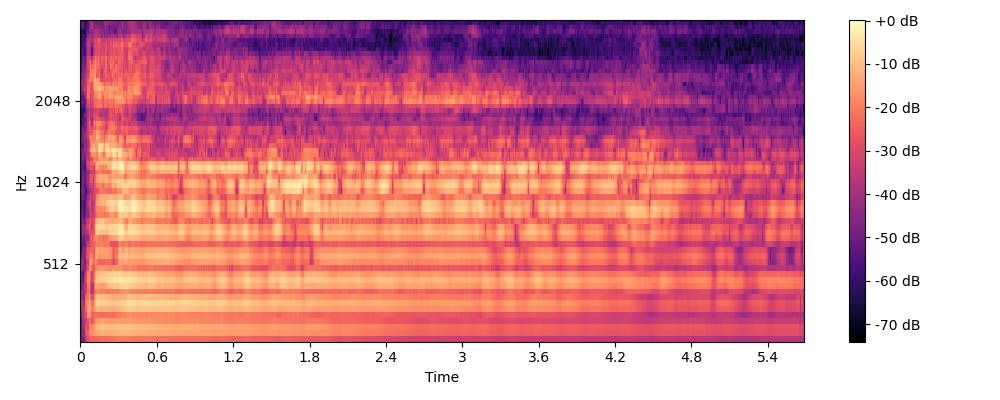 +0 dB
-10 dB
2048
-20 dB
-30 dB
Hz
1024
-40 dB
-50 dB
512
-60 dB
-70 dB
0 0.6 1.2 1.8 2.4 3 3.6 4.2 4.8 5.4
Time